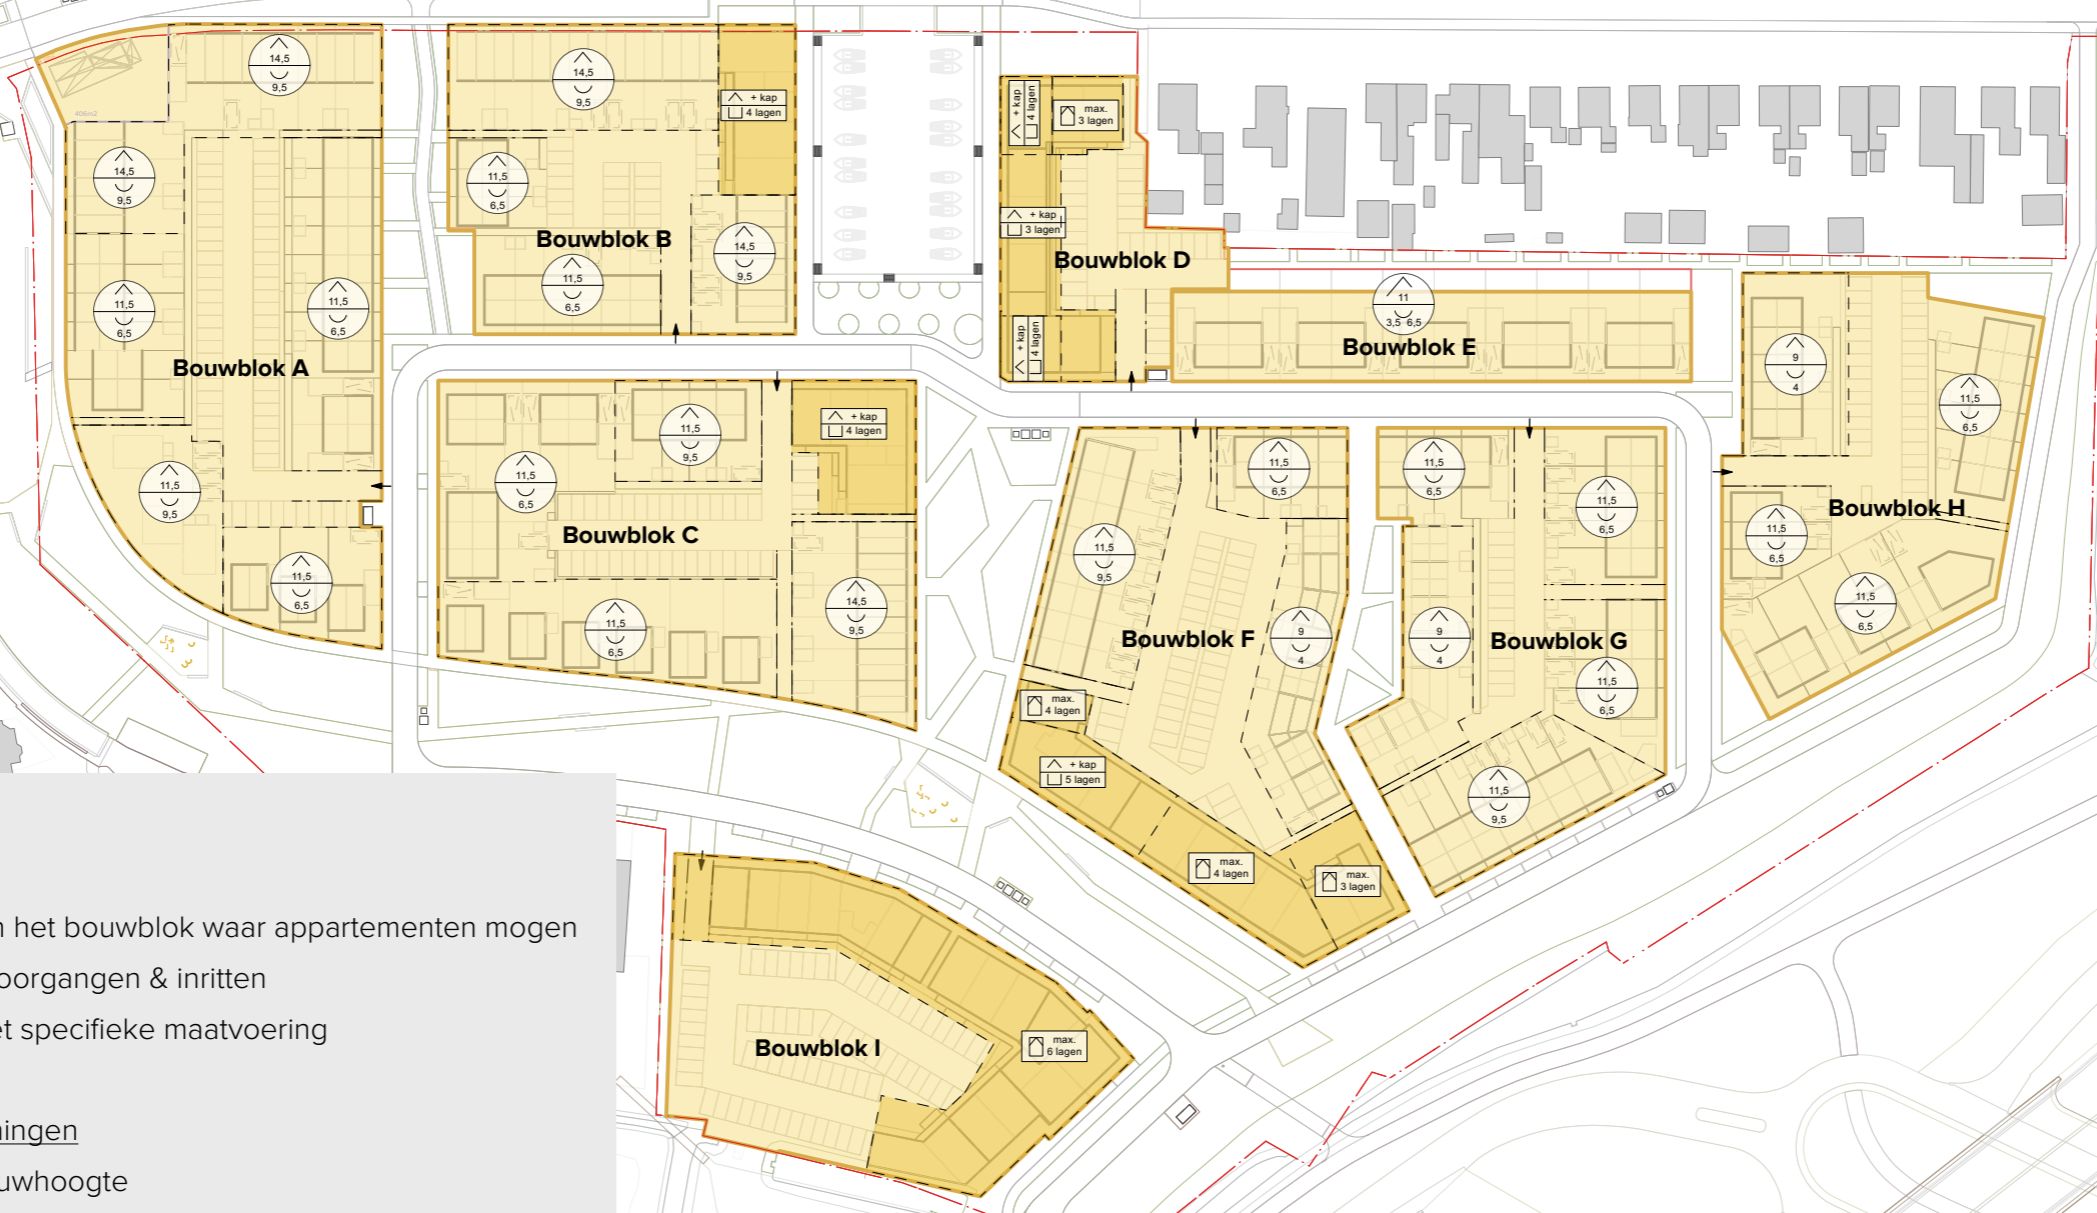 406m2
14,5
9,5
14,5
9,5
11,5
6,5
11,5
6,5
Bouwblok A
11,5
9,5
11,5
6,5
14,5
9,5
+ kap
4 lagen
11,5
6,5
Bouwblok B
14,5
9,5
11,5
6,5
11,5
9,5
+ kap
4 lagen
11,5
6,5
Bouwblok C
14,5
9,5
11,5
6,5
+ kap
4 lagen
max.
3 lagen
+ kap
3 lagen
Bouwblok D
+ kap
4 lagen
11
3,5 6,5
Bouwblok E
11,5
6,5
11,5
9,5
Bouwblok F
9
4
max.
4 lagen
+ kap
5 lagen
max.
4 lagen
max.
3 lagen
11,5
6,5
11,5
6,5
9
4
Bouwblok G
11,5
6,5
11,5
9,5
9
4
11,5
6,5
Bouwblok H
11,5
6,5
11,5
6,5
Bouwblok I
max.
6 lagen
n het bouwblok waar appartementen mogen
oorgangen & inritten
et specifieke maatvoering
ningen
uwhoogte